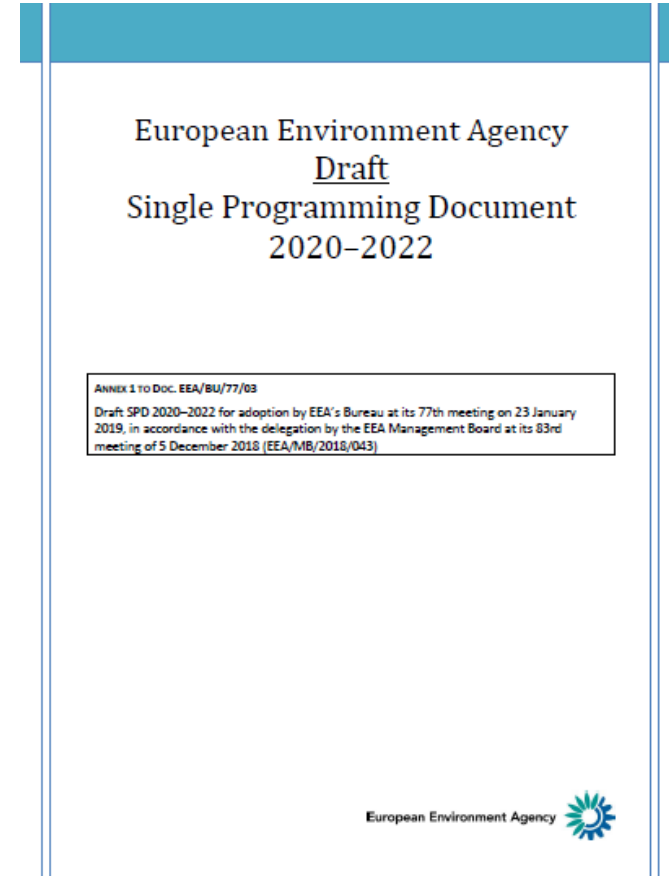 European Environment Agency
Draft
Single Programming Document
2020–2022
ANNEX 1 TO DOC. EEA/BU/77/03
Draft SPD 2020–2022 for adoption by EEA's Bureau at its 77th meeting on 23 January
2019, in accordance with the delegation by the EEA Management Board at its 83rd
meeting of 5 December 2018 (EEA/MB/2018/043)
European Environment Agency